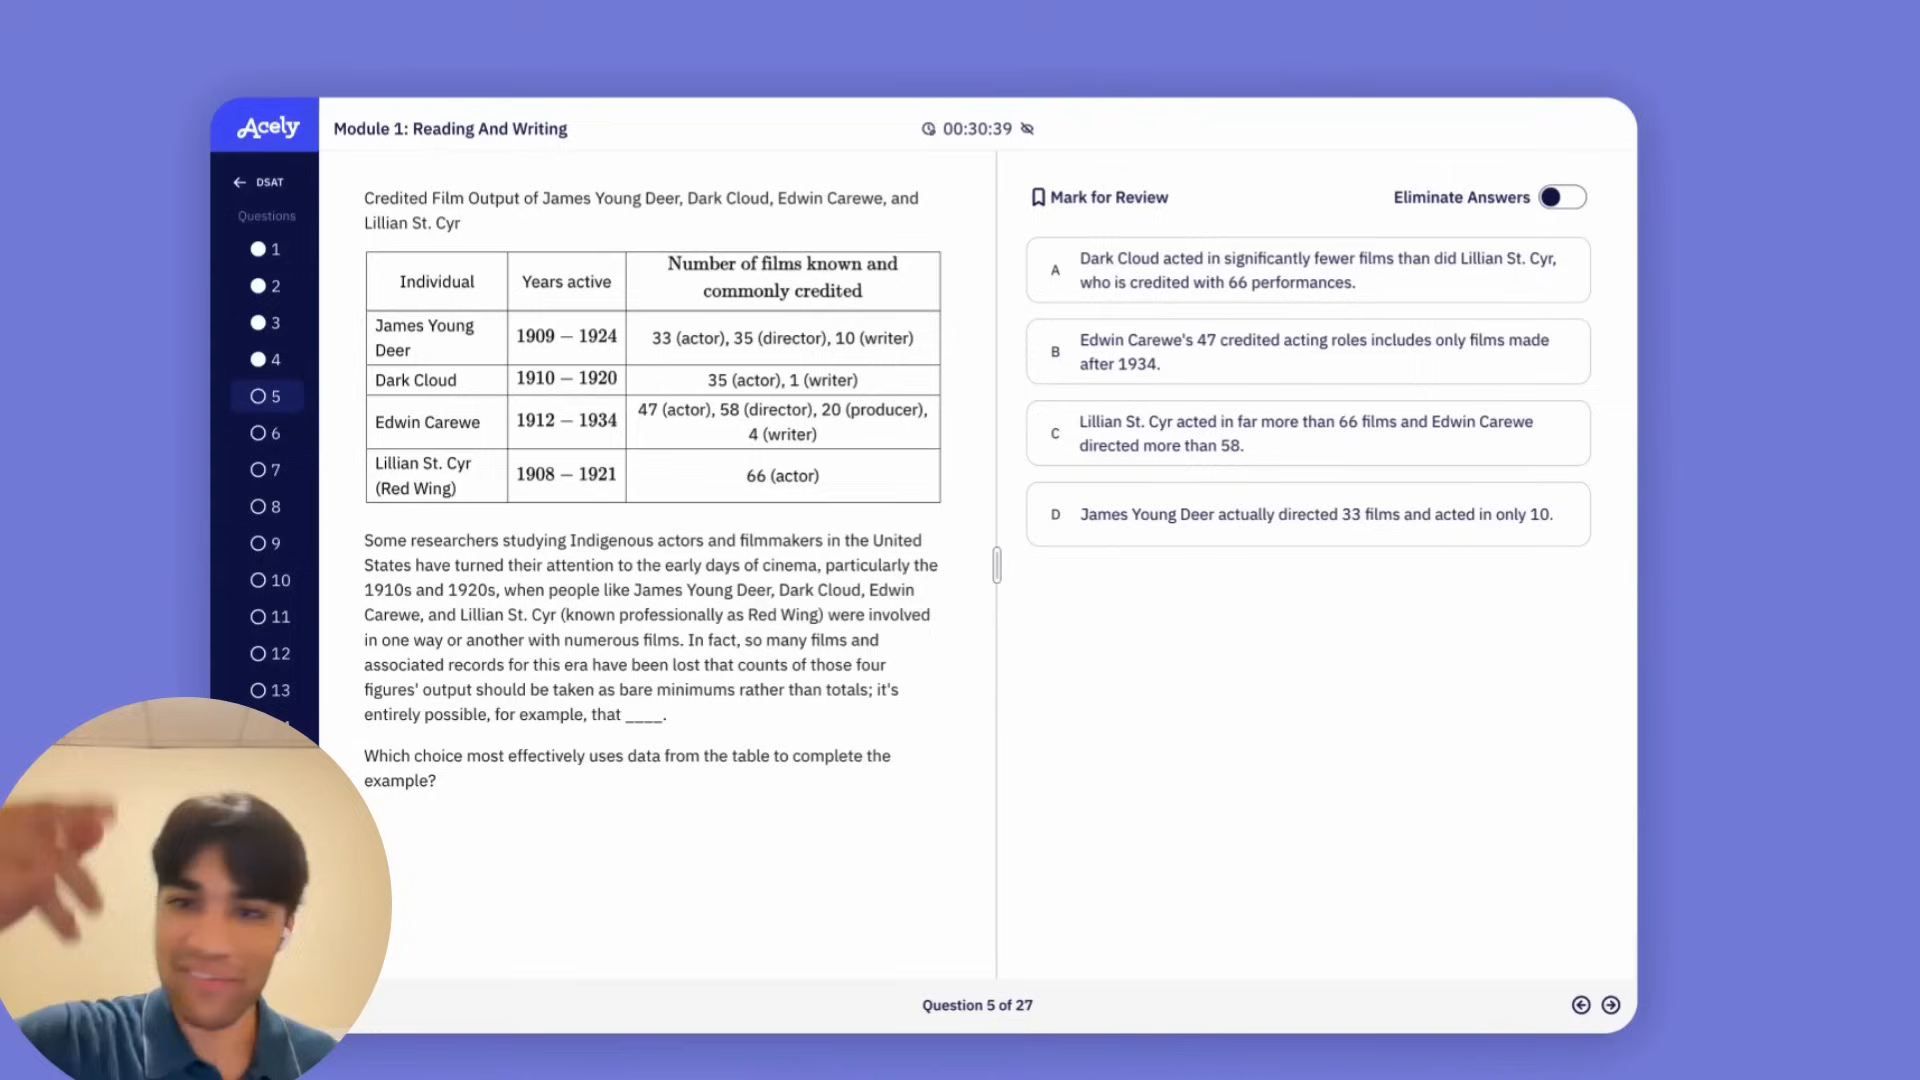 Acely
Module 1: Reading And Writing
00:30:39
DSAT
Questions
1
2
3
4
5
6
7
8
9
10
11
12
13
Credited Film Output of James Young Deer, Dark Cloud, Edwin Carewe, and
Lillian St. Cyr
Individual
Years active
Number of films known and
commonly credited
James Young
Deer
1909 – 1924
33 (actor), 35 (director), 10 (writer)
Dark Cloud
1910 – 1920
35 (actor), 1 (writer)
Edwin Carewe
1912 – 1934
47 (actor), 58 (director), 20 (producer),
4 (writer)
Lillian St. Cyr
(Red Wing)
1908 – 1921
66 (actor)
Some researchers studying Indigenous actors and filmmakers in the United
States have turned their attention to the early days of cinema, particularly the
1910s and 1920s, when people like James Young Deer, Dark Cloud, Edwin
Carewe, and Lillian St. Cyr (known professionally as Red Wing) were involved
in one way or another with numerous films. In fact, so many films and
associated records for this era have been lost that counts of those four
figures' output should be taken as bare minimums rather than totals; it's
entirely possible, for example, that ____.
Which choice most effectively uses data from the table to complete the
example?
Mark for Review
Eliminate Answers
A
Dark Cloud acted in significantly fewer films than did Lillian St. Cyr,
who is credited with 66 performances.
B
Edwin Carewe's 47 credited acting roles includes only films made
after 1934.
C
Lillian St. Cyr acted in far more than 66 films and Edwin Carewe
directed more than 58.
D
James Young Deer actually directed 33 films and acted in only 10.
Question 5 of 27